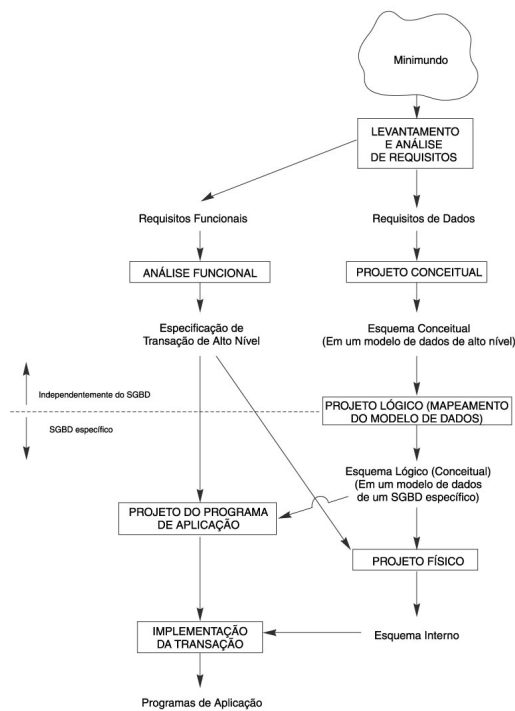 Minimundo
LEVANTAMENTO
E ANÁLISE
DE REQUISITOS
Requisitos Funcionais
Requisitos de Dados
ANÁLISE FUNCIONAL
PROJETO CONCEITUAL
Especificação de
Transação de Alto Nível
Esquema Conceitual
(Em um modelo de dados de alto nível)
Independentemente do SGBD
PROJETO LÓGICO (MAPEAMENTO
DO MODELO DE DADOS)
SGBD específico
Esquema Lógico (Conceitual)
(Em um modelo de dados
de um SGBD específico)
PROJETO DO PROGRAMA
DE APLICAÇÃO
PROJETO FÍSICO
IMPLEMENTAÇÃO
DA TRANSAÇÃO
Esquema Interno
Programas de Aplicação